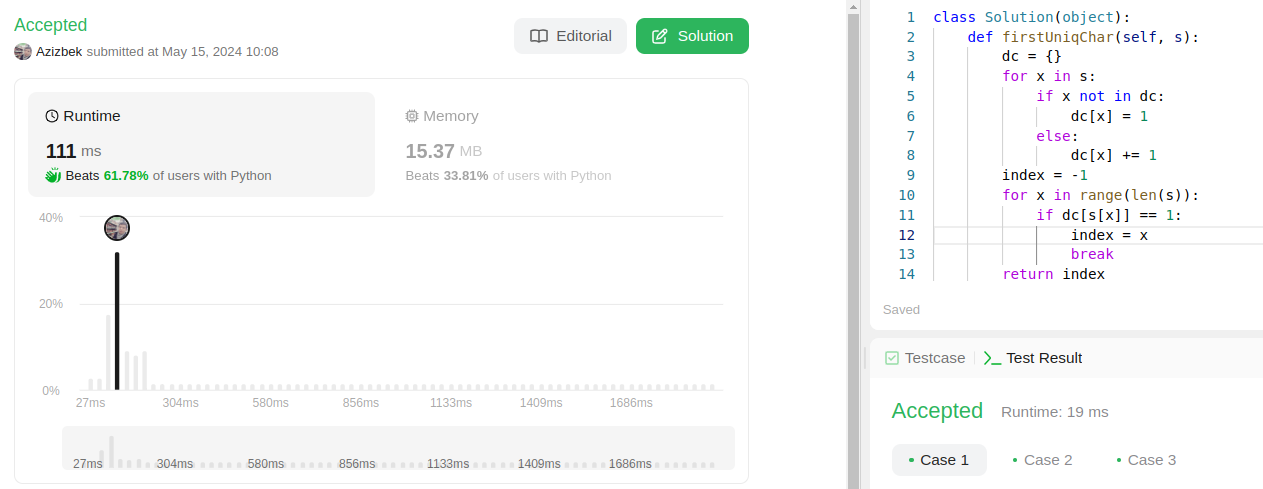 Accepted
Azizbek submitted at May 15, 2024 10:08
Editorial
Solution
Runtime
111 ms
Beats 61.78% of users with Python
Memory
15.37 MB
Beats 33.81% of users with Python
40%
20%
0%
27ms 304ms 580ms 856ms 1133ms 1409ms 1686ms
27ms 304ms 580ms 856ms 1133ms 1409ms 1686ms
1 class Solution(object):
2     def firstUniqChar(self, s):
3         dc = {}
4         for x in s:
5             if x not in dc:
6                 dc[x] = 1
7             else:
8                 dc[x] += 1
9         index = -1
10         for x in range(len(s)):
11             if dc[s[x]] == 1:
12                 index = x
13                 break
14         return index
Saved
Testcase
Test Result
Accepted Runtime: 19 ms
Case 1 Case 2 Case 3